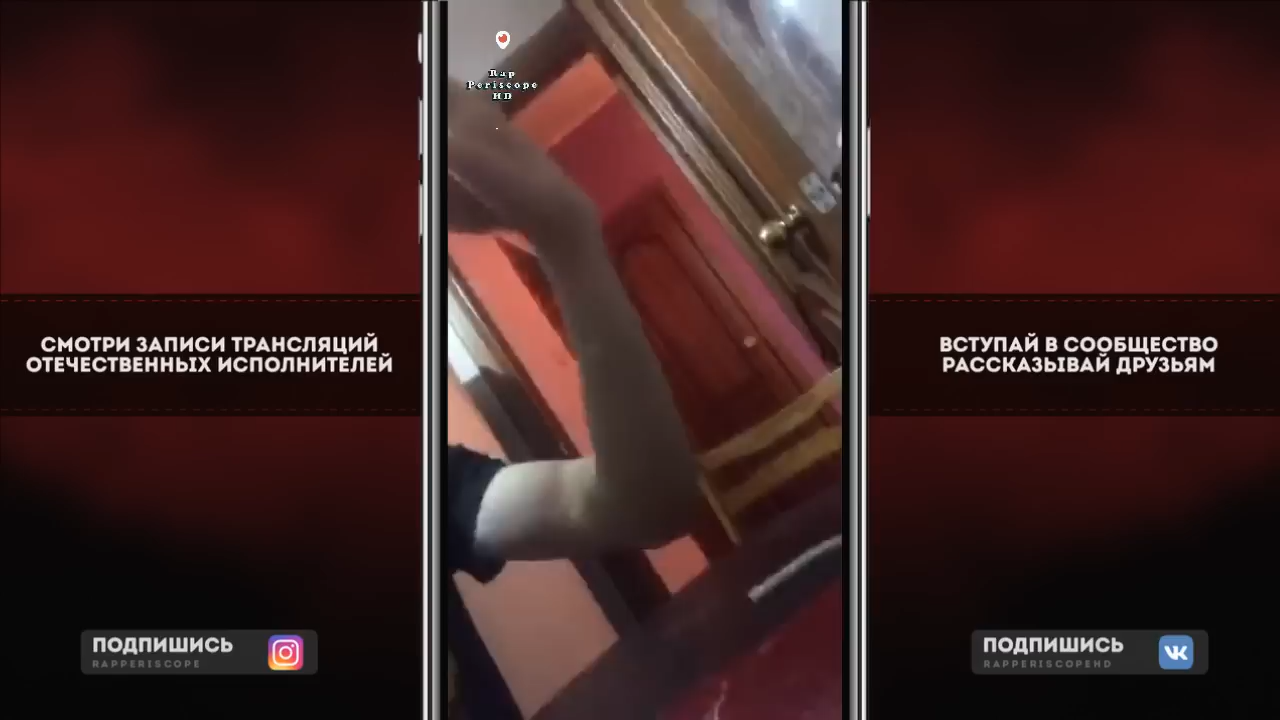 Rap
Periscope
HD
СМОТРИ ЗАПИСИ ТРАНСЛЯЦИЙ
ОТЕЧЕСТВЕННЫХ ИСПОЛНИТЕЛЕЙ
ВСТУПАЙ В СООБЩЕСТВО
РАССКАЗЫВАЙ ДРУЗЬЯМ
ПОДПИШИСЬ
RAPPERISCOPE
ПОДПИШИСЬ
RAPPERISCOPEHD